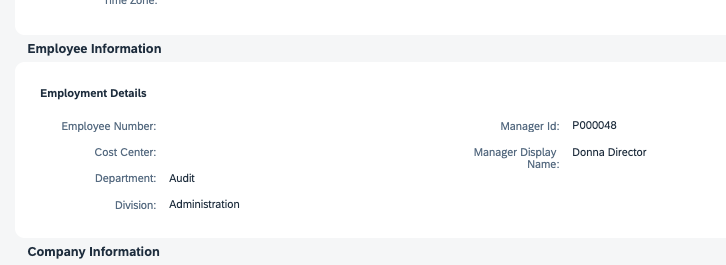 Time Zone:
Employee Information
Employment Details
Employee Number:
Manager Id: P000048
Cost Center:
Manager Display
Name: Donna Director
Department: Audit
Division: Administration
Company Information